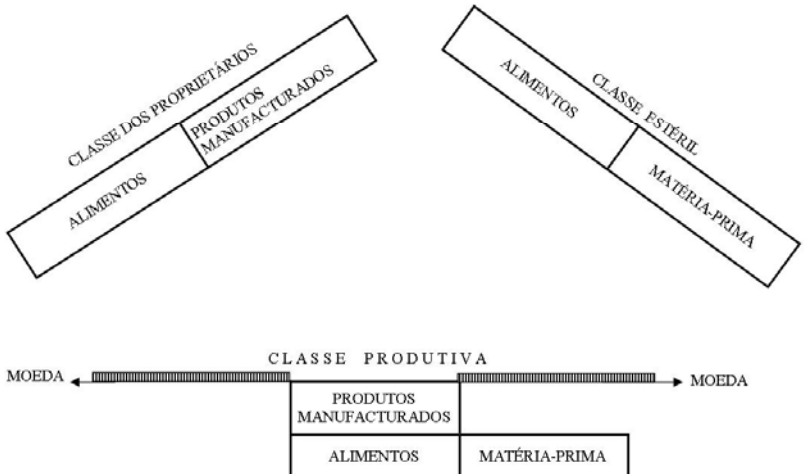 CLASSE DOS PROPRIETÁRIOS
PRODUTOS
MANUFACTURADOS
ALIMENTOS
CLASSE ESTÉRIL
ALIMENTOS
MATÉRIA-PRIMA
CLASSE PRODUTIVA
MOEDA
MOEDA
PRODUTOS
MANUFACTURADOS
ALIMENTOS
MATÉRIA-PRIMA